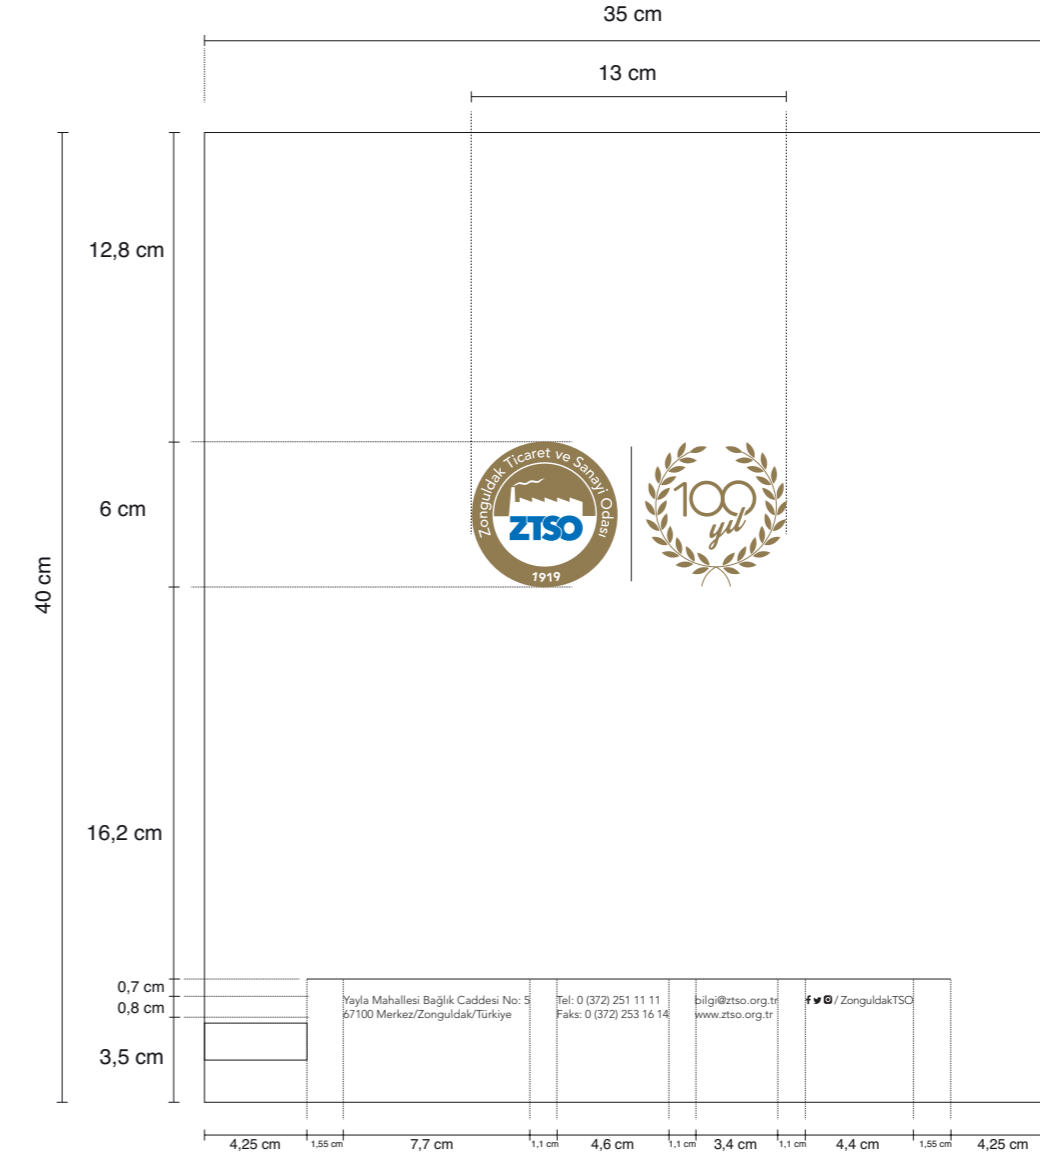 35 cm
13 cm
12,8 cm
6 cm
40 cm
16,2 cm
0,7 cm
0,8 cm
3,5 cm
Zonguldak Ticaret ve Sanayi Odası
ZTSO
1919
100
yıl
Yayla Mahallesi Bağlık Caddesi No: 5
67100 Merkez/Zonguldak/Türkiye
Tel: 0 (372) 251 11 11
Faks: 0 (372) 253 16 14
bilgi@ztso.org.tr
www.ztso.org.tr
/ ZonguldakTSO
4,25 cm 1,55 cm 7,7 cm 1,1 cm 4,6 cm 1,1 cm 3,4 cm 1,1 cm 4,4 cm 1,55 cm 4,25 cm